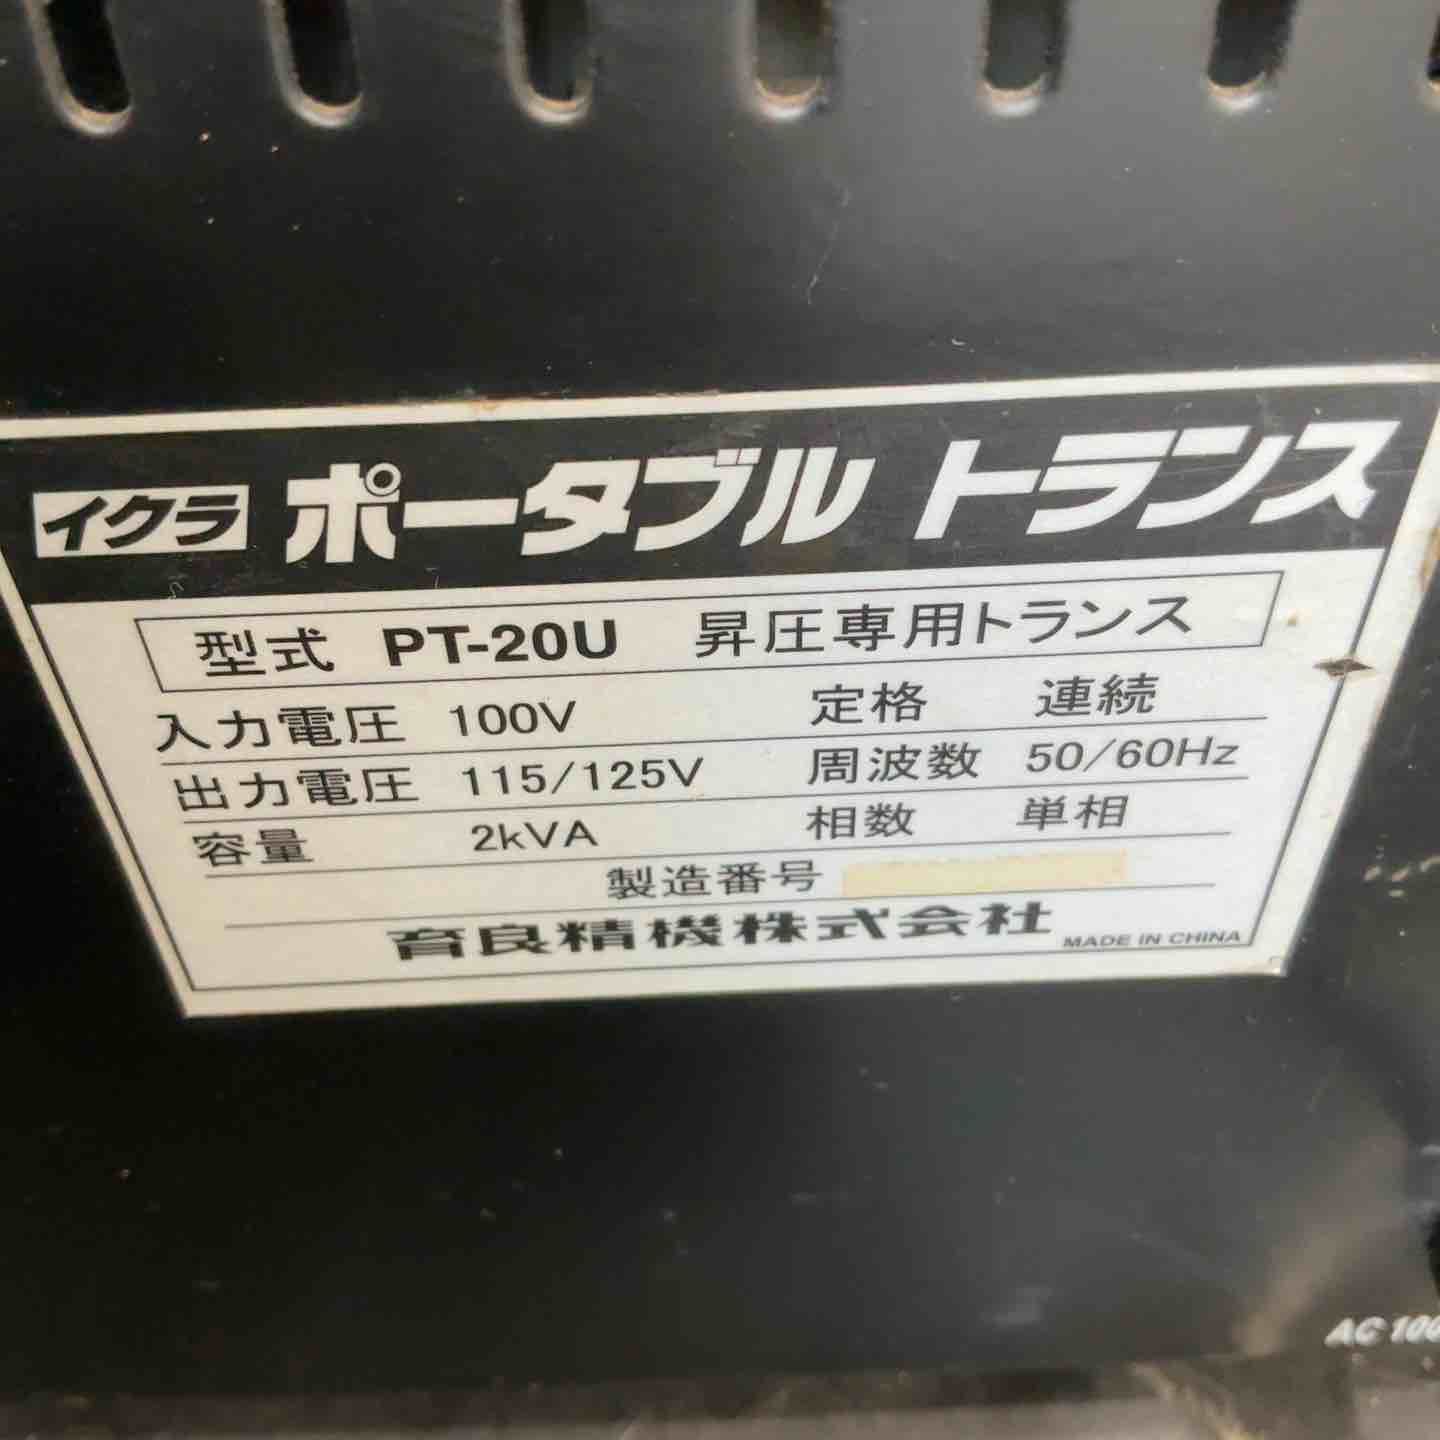 イクラ ポータブルトランス
型式 PT-20U 昇圧専用トランス
入力電圧 100V 定格 連続
出力電圧 115/125V 周波数 50/60Hz
容量 2kVA 相数 単相
製造番号
育良精機株式会社 MADE IN CHINA
AC 100